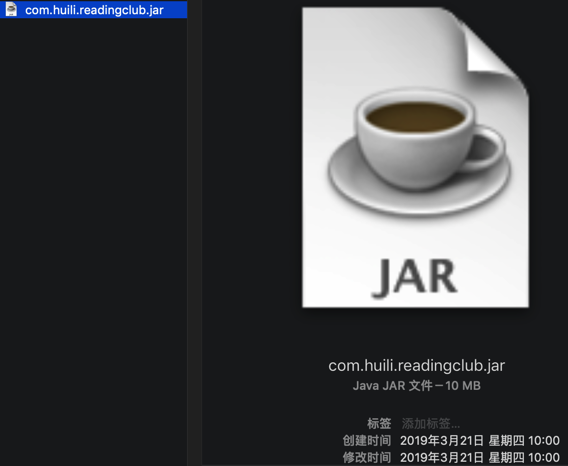 com.huili.readingclub.jar
JAR
com.huili.readingclub.jar
Java JAR 文件 – 10 MB
标签 添加标签...
创建时间 2019年3月21日 星期四 10:00
修改时间 2019年3月21日 星期四 10:00